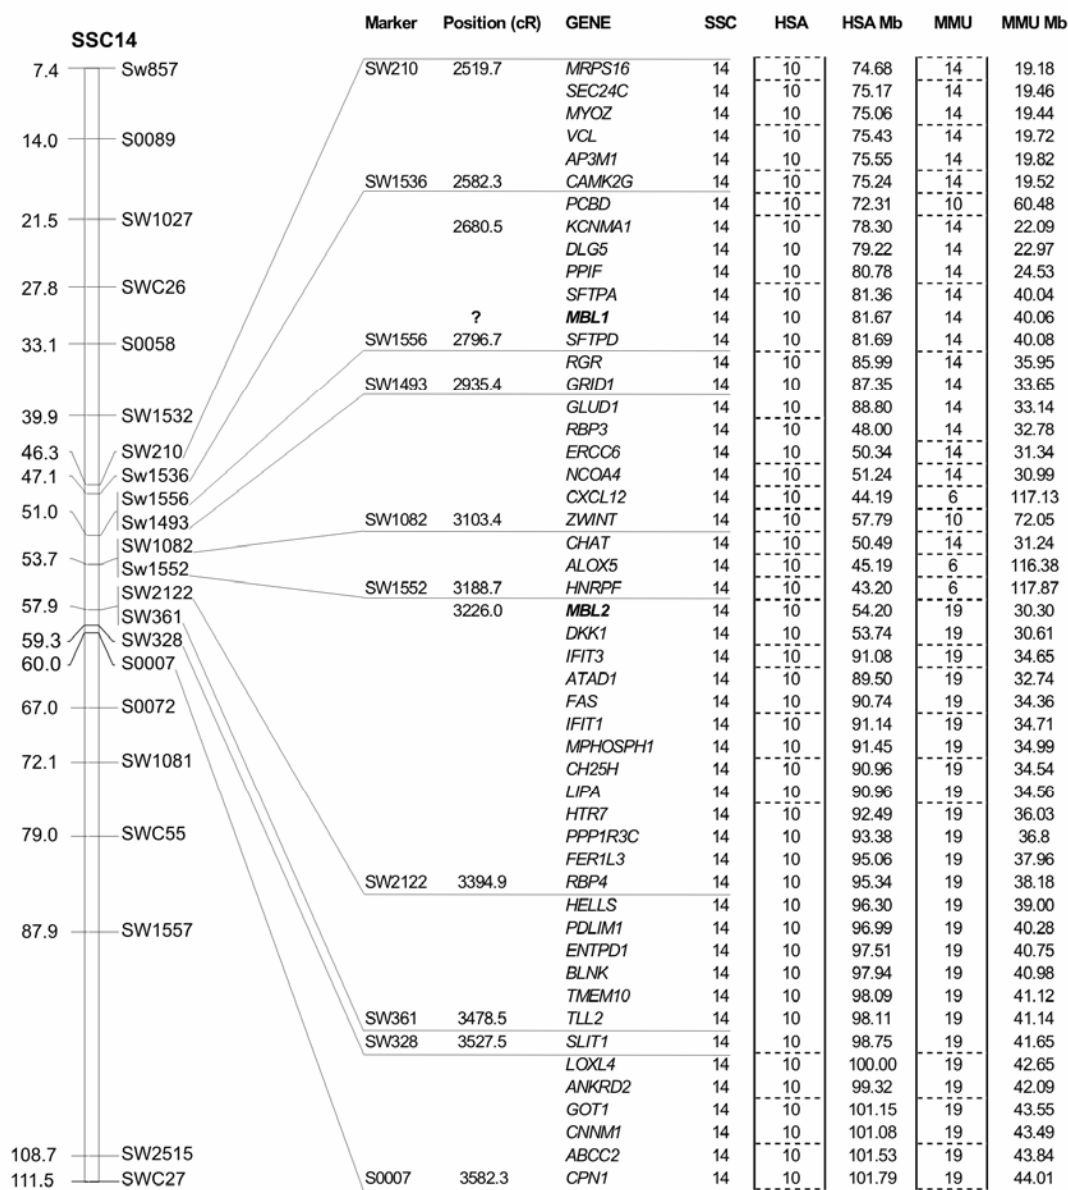 Marker Position (cR) GENE SSC HSA HSA Mb MMU MMU Mb
SSC14
7.4 Sw857
14.0 S0089
21.5 SW1027
27.8 SWC26
33.1 S0058
39.9 SW1532
46.3 SW210
47.1 Sw1536
Sw1556
51.0
Sw1493
SW1082
53.7
Sw1552
SW2122
57.9
SW361
59.3 SW328
60.0 S0007
67.0 S0072
72.1 SW1081
79.0 SWC55
87.9 SW1557
108.7 SW2515
111.5 SWC27
SW210 2519.7 MRPS16 14 10 74.68 14 19.18
SEC24C 14 10 75.17 14 19.46
MYOZ 14 10 75.06 14 19.44
VCL 14 10 75.43 14 19.72
AP3M1 14 10 75.55 14 19.82
SW1536 2582.3 CAMK2G 14 10 75.24 14 19.52
PCBD 14 10 72.31 10 60.48
2680.5 KCNMA1 14 10 78.30 14 22.09
DLG5 14 10 79.22 14 22.97
PPIF 14 10 80.78 14 24.53
SFTPA 14 10 81.36 14 40.04
? MBL1 14 10 81.67 14 40.06
SW1556 2796.7 SFTPD 14 10 81.69 14 40.08
RGR 14 10 85.99 14 35.95
SW1493 2935.4 GRID1 14 10 87.35 14 33.65
GLUD1 14 10 88.80 14 33.14
RBP3 14 10 48.00 14 32.78
ERCC6 14 10 50.34 14 31.34
NCOA4 14 10 51.24 14 30.99
CXCL12 14 10 44.19 6 117.13
SW1082 3103.4 ZWINT 14 10 57.79 10 72.05
CHAT 14 10 50.49 14 31.24
ALOX5 14 10 45.19 6 116.38
SW1552 3188.7 HNRPF 14 10 43.20 6 117.87
3226.0 MBL2 14 10 54.20 19 30.30
DKK1 14 10 53.74 19 30.61
IFIT3 14 10 91.08 19 34.65
ATAD1 14 10 89.50 19 32.74
FAS 14 10 90.74 19 34.36
IFIT1 14 10 91.14 19 34.71
MPHOSPH1 14 10 91.45 19 34.99
CH25H 14 10 90.96 19 34.54
LIPA 14 10 90.96 19 34.56
HTR7 14 10 92.49 19 36.03
PPP1R3C 14 10 93.38 19 36.8
FER1L3 14 10 95.06 19 37.96
SW2122 3394.9 RBP4 14 10 95.34 19 38.18
HELLS 14 10 96.30 19 39.00
PDLIM1 14 10 96.99 19 40.28
ENTPD1 14 10 97.51 19 40.75
BLNK 14 10 97.94 19 40.98
TMEM10 14 10 98.09 19 41.12
SW361 3478.5 TLL2 14 10 98.11 19 41.14
SW328 3527.5 SLIT1 14 10 98.75 19 41.65
LOXL4 14 10 100.00 19 42.65
ANKRD2 14 10 99.32 19 42.09
GOT1 14 10 101.15 19 43.55
CNNM1 14 10 101.08 19 43.49
ABCC2 14 10 101.53 19 43.84
S0007 3582.3 CPN1 14 10 101.79 19 44.01